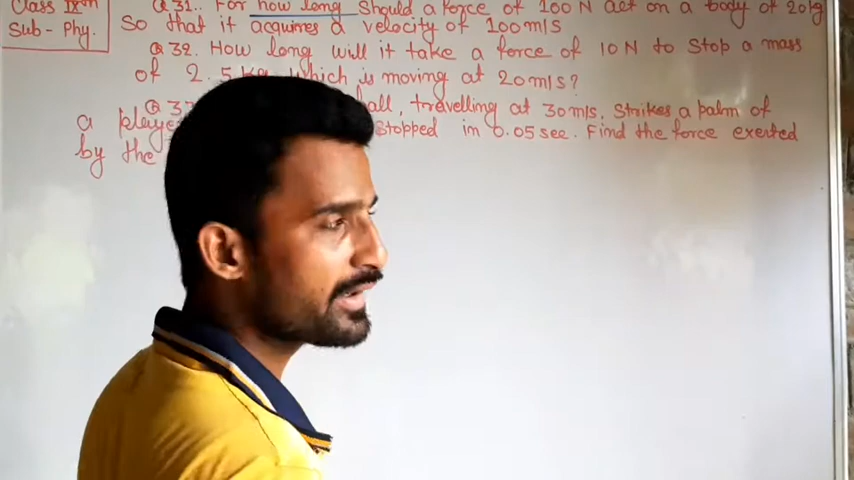 Class IXth
Sub - Phy.
Q31. For how long should a force of 100 N act on a body of 20 kg
so that it acquires a velocity of 100 m/s
Q32. How long will it take a force of 10 N to stop a mass
of 2.5 kg which is moving at 20 m/s?
ball, travelling at 30 m/s, strikes a palm of
a player stopped in 0.05 sec. Find the force exerted
by the